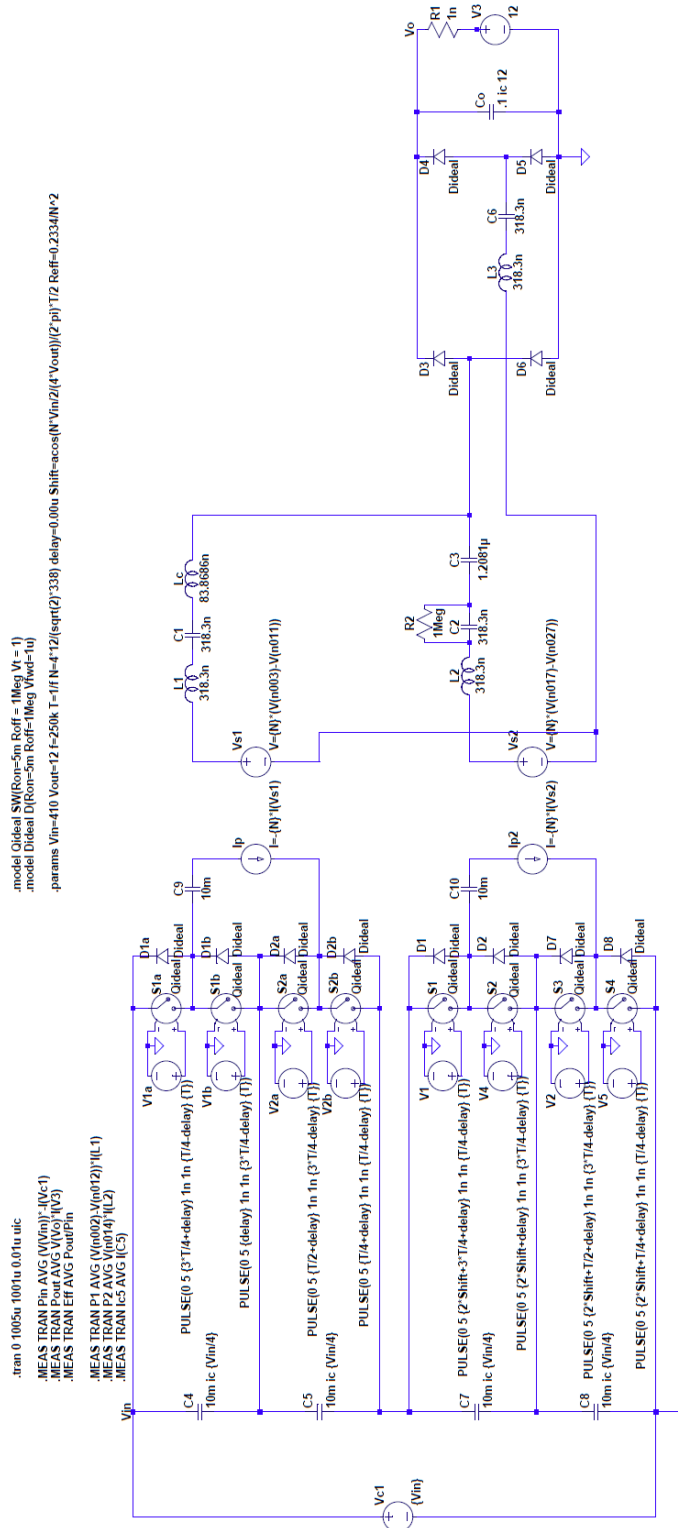 .tran 0 1005u 1001u 0.01u uic
.MEAS TRAN Pin AVG (V(Vin))*-I(Vc1)
.MEAS TRAN Pout AVG V(Vo)*I(V3)
.MEAS TRAN Eff AVG Pout/Pin
.MEAS TRAN P1 AVG (V(n002)-V(n012))*I(L1)
.MEAS TRAN P2 AVG V(n014)*I(L2)
.MEAS TRAN Ic5 AVG I(C5)
.model Qideal SW(Ron=5m Roff = 1Meg Vt = 1)
.model Dideal D(Ron=5m Roff=1Meg Vfwd=1u)
.params Vin=410 Vout=12 f=250k T=1/f N=4*12/(sqrt(2)*338) delay=0.00u Shift=acos(N*Vin/2/(4*Vout))/(2*pi)*T/2 Reff=0.2334/N^2
Vin
Vc1
{Vin}
C4
10m ic {Vin/4}
C5
10m ic {Vin/4}
C7
10m ic {Vin/4}
C8
10m ic {Vin/4}
V1a
PULSE(0 5 {3*T/4+delay} 1n 1n {T/4-delay} {T})
V1b
PULSE(0 5 {delay} 1n 1n {3*T/4-delay} {T})
V2a
PULSE(0 5 {T/2+delay} 1n 1n {3*T/4-delay} {T})
V2b
PULSE(0 5 {T/4+delay} 1n 1n {T/4-delay} {T})
V1
PULSE(0 5 {2*Shift+3*T/4+delay} 1n 1n {T/4-delay} {T})
V4
PULSE(0 5 {2*Shift+delay} 1n 1n {3*T/4-delay} {T})
V2
PULSE(0 5 {2*Shift+T/2+delay} 1n 1n {3*T/4-delay} {T})
V5
PULSE(0 5 {2*Shift+T/4+delay} 1n 1n {T/4-delay} {T})
S1a
Qideal
D1a
Dideal
S1b
Qideal
D1b
Dideal
S2a
Qideal
D2a
Dideal
S2b
Qideal
D2b
Dideal
S1
Qideal
D1
Dideal
S2
Qideal
D2
Dideal
S3
Qideal
D7
Dideal
S4
Qideal
D8
Dideal
C9
10m
Ip
I=-{N}*I(Vs1)
C10
10m
Ip2
I=-{N}*I(Vs2)
Vs1
V={N}*(V(n003)-V(n011))
Vs2
V={N}*(V(n017)-V(n027))
L1
318.3n
C1
318.3n
Lc
83.8686n
L2
318.3n
R2
1Meg
C2
318.3n
C3
1.2081µ
D3
Dideal
D6
Dideal
L3
318.3n
C6
318.3n
D4
Dideal
D5
Dideal
Co
.1 ic 12
Vo
R1
1n
V3
12